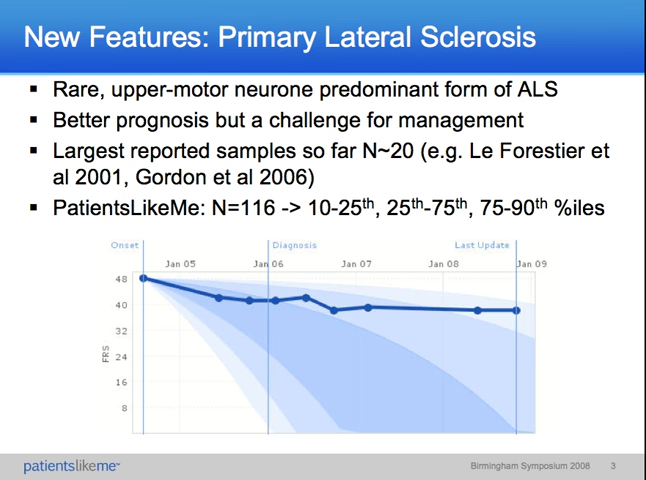 New Features: Primary Lateral Sclerosis
▪ Rare, upper-motor neurone predominant form of ALS
▪ Better prognosis but a challenge for management
▪ Largest reported samples so far N~20 (e.g. Le Forestier et
al 2001, Gordon et al 2006)
▪ PatientsLikeMe: N=116 -> 10-25th, 25th-75th, 75-90th %iles
Onset Diagnosis Last Update
Jan 05 Jan 06 Jan 07 Jan 08 Jan 09
48
40
32
FRS
24
16
8
patientslikeme™ Birmingham Symposium 2008 3